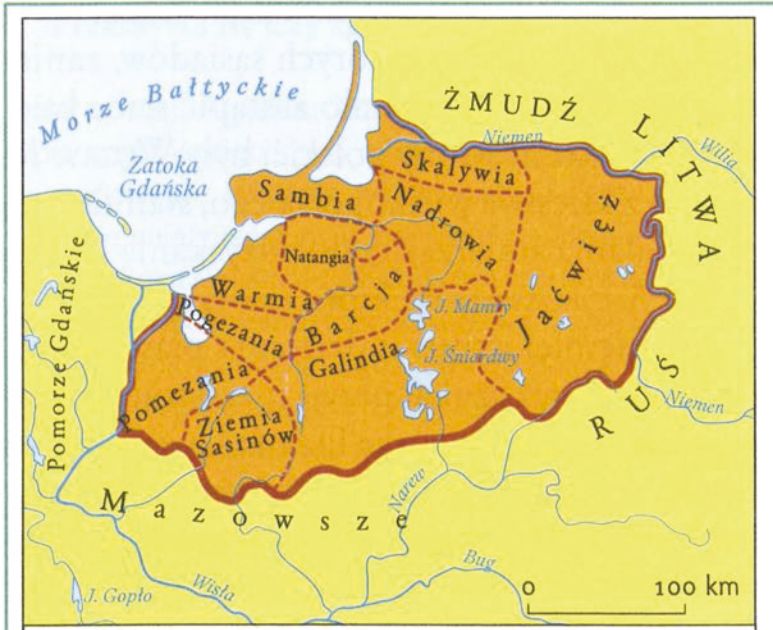 Morze Bałtyckie
ŻMUDŹ
LITWA
Niemen
Wilia
Zatoka
Gdańska
Skalywia
Sambia
Nadrowia
Natangia
Jaćwież
Warmia
Barcja
Pogezania
J. Mamry
Pomorze Gdańskie
J. Śniardwy
Galindia
Pomezania
Ziemia
Sasinów
RUŚ
Niemen
Mazowsze
Narew
Bug
Wisła
J. Gopło
0 100 km